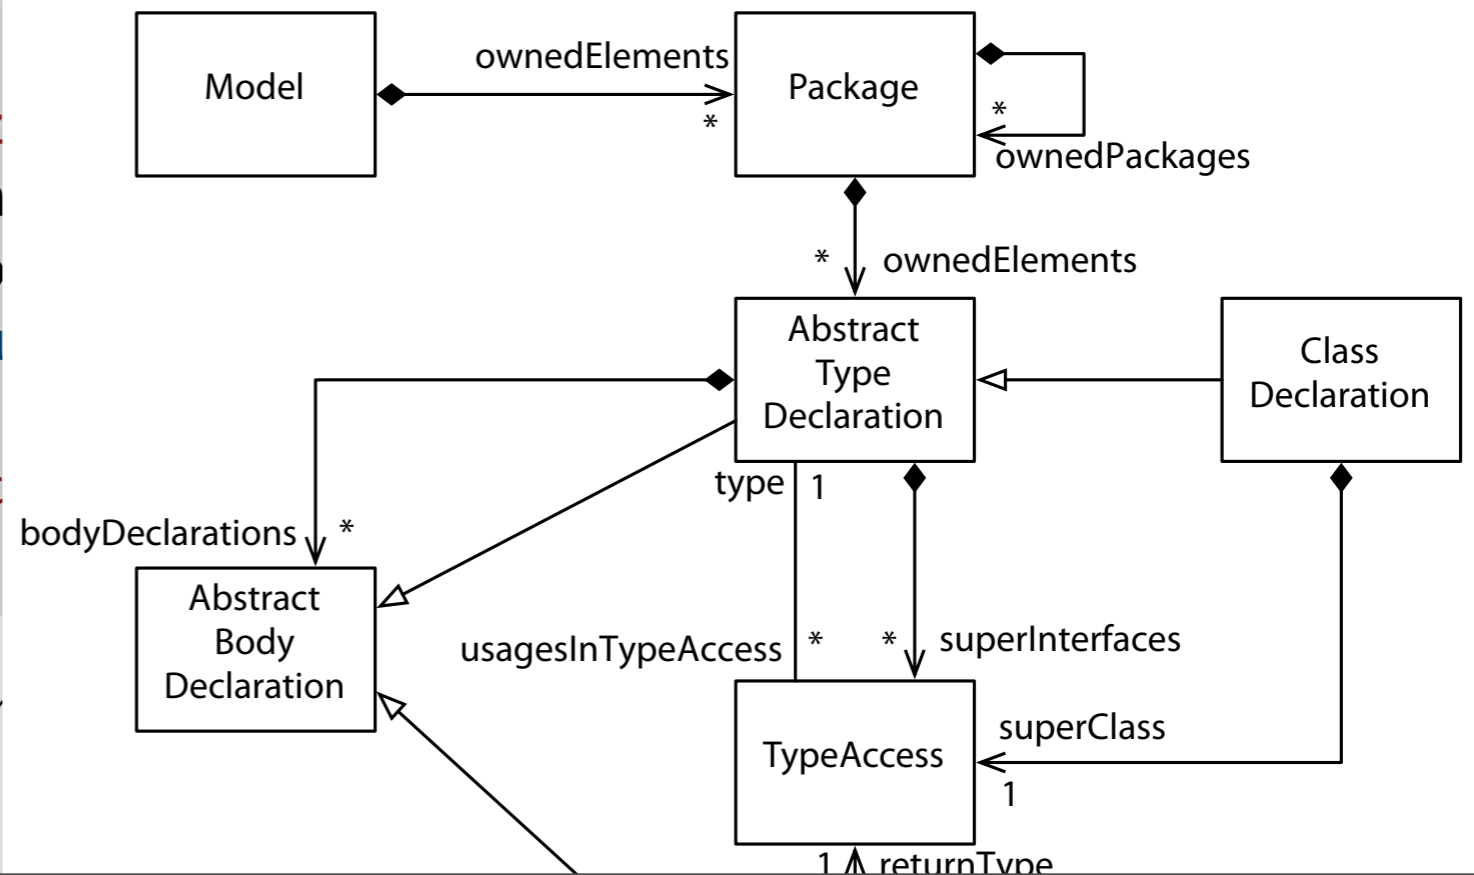 Model
ownedElements
*
Package
*
ownedPackages
*
ownedElements
Abstract
Type
Declaration
Class
Declaration
type
1
bodyDeclarations
*
Abstract
Body
Declaration
usagesInTypeAccess
*
*
superInterfaces
TypeAccess
superClass
1
1
returnType